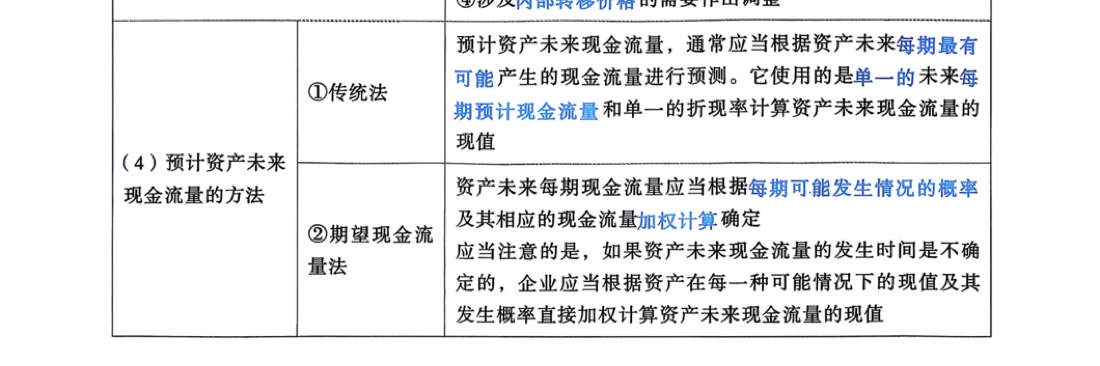 ④涉及内部转移价格的需要作出调整
(4)预计资产未来
现金流量的方法
①传统法
预计资产未来现金流量,通常应当根据资产未来每期最有
可能产生的现金流量进行预测。它使用的是单一的未来每
期预计现金流量和单一的折现率计算资产未来现金流量的
现值
②期望现金流
量法
资产未来每期现金流量应当根据每期可能发生情况的概率
及其相应的现金流量加权计算确定
应当注意的是,如果资产未来现金流量的发生时间是不确
定的,企业应当根据资产在每一种可能情况下的现值及其
发生概率直接加权计算资产未来现金流量的现值